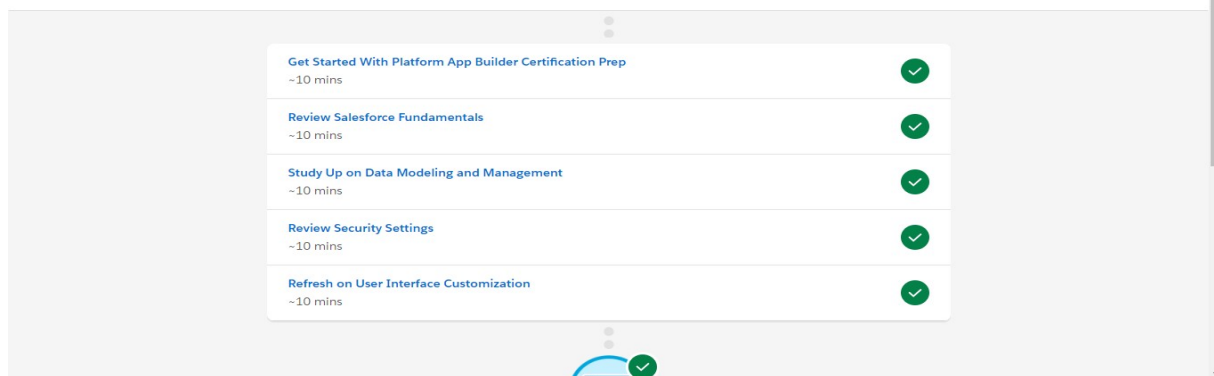 Get Started With Platform App Builder Certification Prep
~10 mins
Review Salesforce Fundamentals
~10 mins
Study Up on Data Modeling and Management
~10 mins
Review Security Settings
~10 mins
Refresh on User Interface Customization
~10 mins